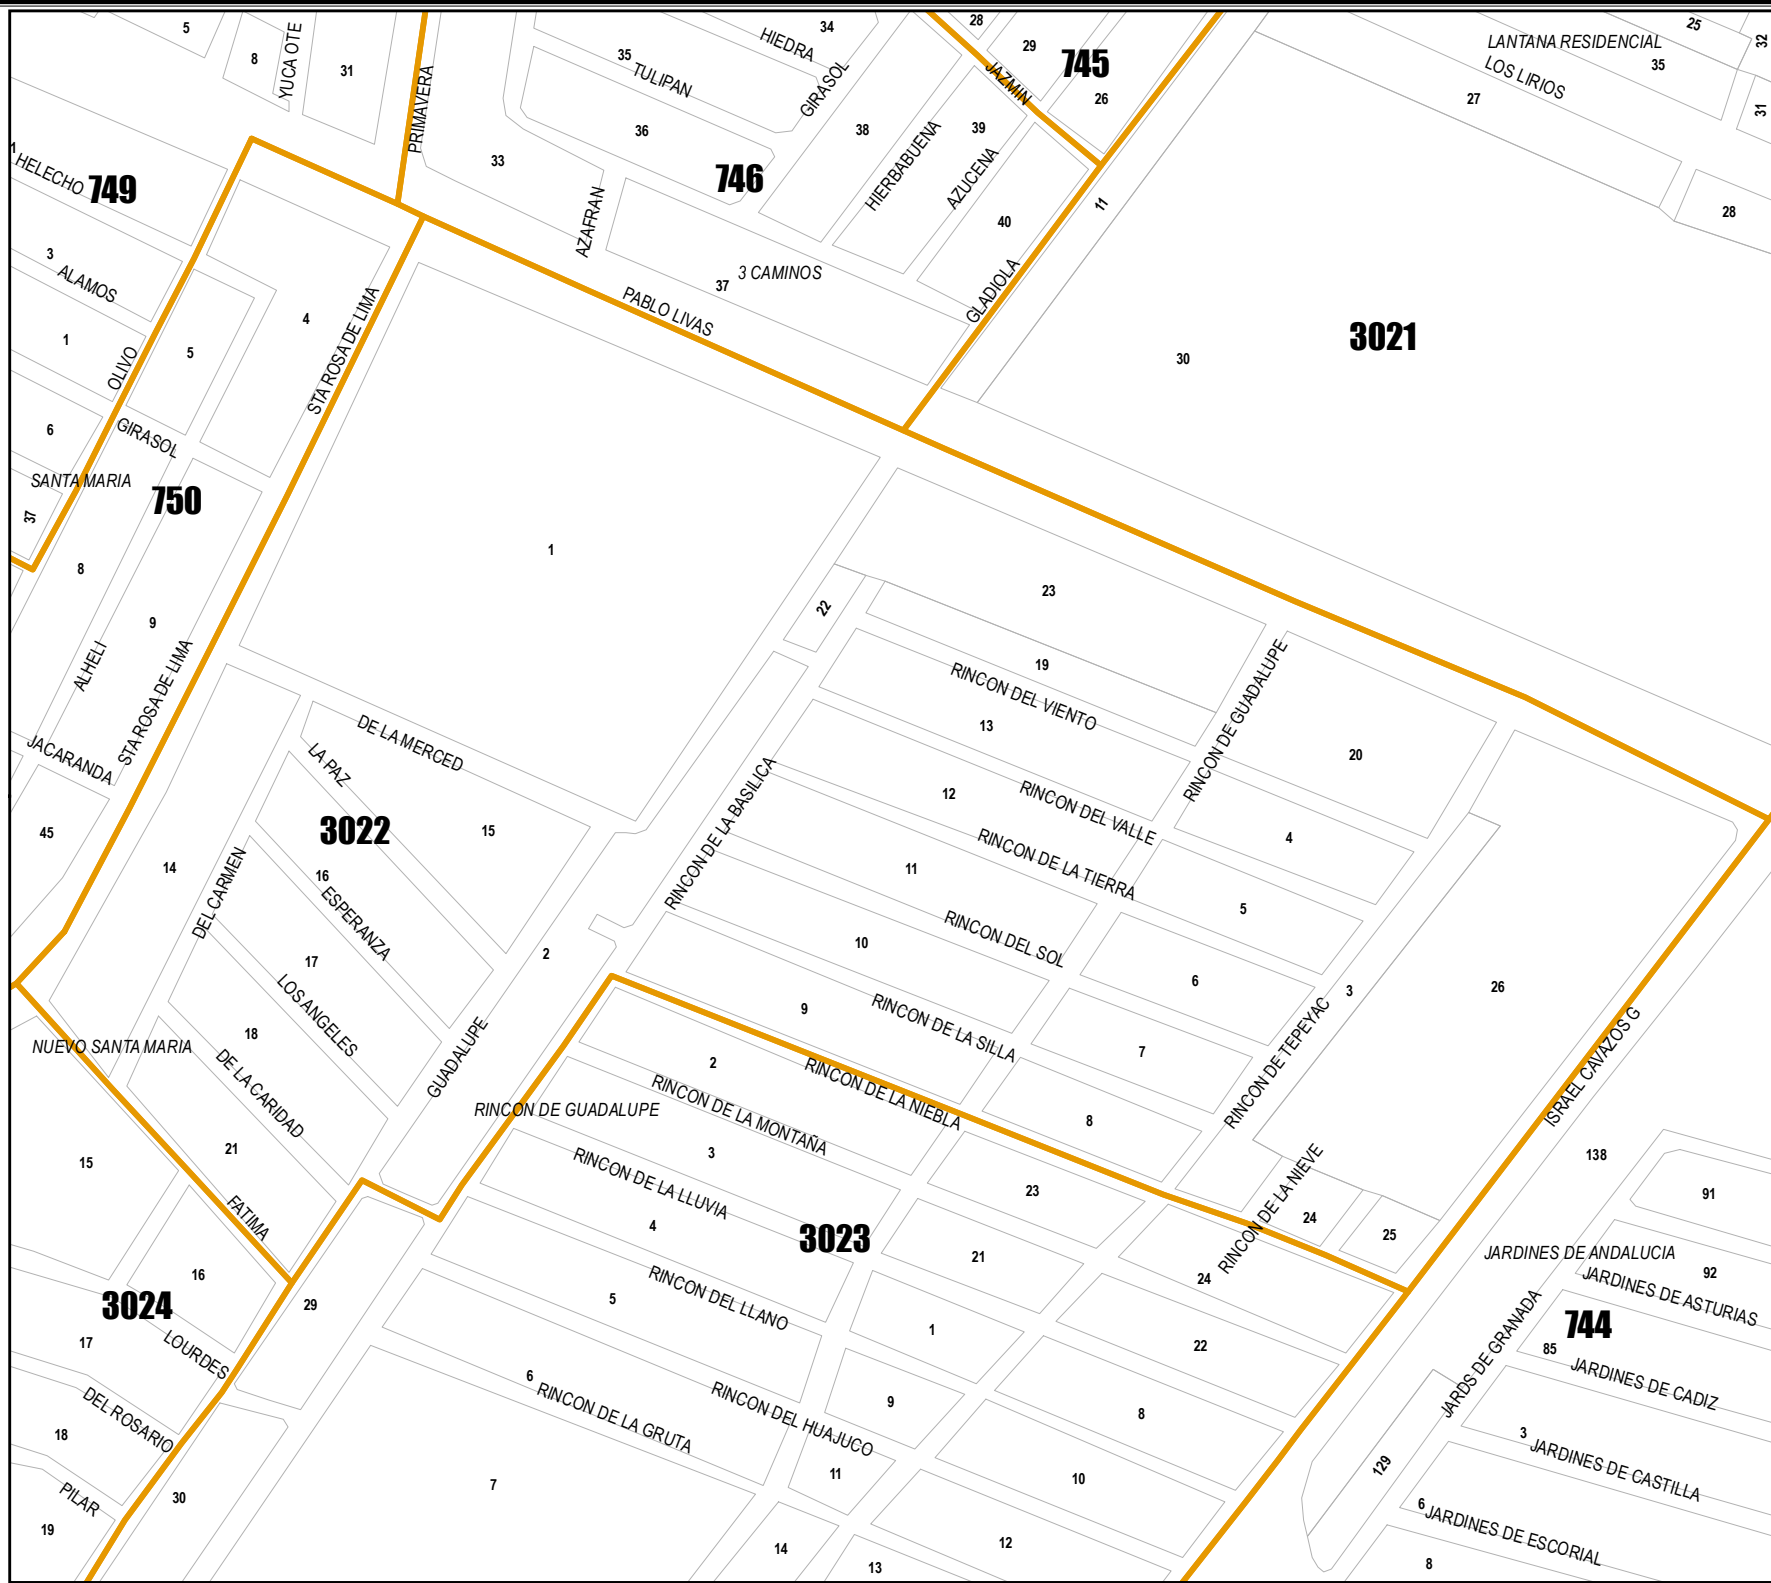 5
8
YUCA OTE
31
PRIMAVERA
34
HIEDRA
35
TULIPAN
GIRASOL
28
29
745
JAZMIN
26
LANTANA RESIDENCIAL
25
32
35
LOS LIRIOS
27
31
36
38
39
HIERBABUENA
AZUCENA
33
746
HELECHO
749
AZAFRAN
40
11
28
3
ALAMOS
37
3 CAMINOS
GLADIOLA
PABLO LIVAS
4
STA ROSA DE LIMA
3021
30
1
5
OLIVO
6
GIRASOL
SANTA MARIA
750
37
1
8
9
ALHELI
STA ROSA DE LIMA
23
22
19
RINCON DEL VIENTO
RINCON DE GUADALUPE
13
20
JACARANDA
DE LA MERCED
LA PAZ
RINCON DE LA BASILICA
12
RINCON DEL VALLE
45
3022
15
4
RINCON DE LA TIERRA
14
DEL CARMEN
16
ESPERANZA
11
5
RINCON DEL SOL
10
2
17
LOS ANGELES
6
3
26
9
RINCON DE LA SILLA
RINCON DE TEPEYAC
18
NUEVO SANTA MARIA
DE LA CARIDAD
GUADALUPE
7
ISRAEL CAVAZOS G
2
RINCON DE LA NIEBLA
RINCON DE LA MONTAÑA
RINCON DE GUADALUPE
8
21
15
3
RINCON DE LA LLUVIA
138
RINCON DE LA NIEVE
23
91
FATIMA
4
3023
24
25
21
JARDINES DE ANDALUCIA
92
JARDINES DE ASTURIAS
16
3024
29
RINCON DEL LLANO
24
5
1
22
744
JARDS DE GRANADA
85
JARDINES DE CADIZ
17
LOURDES
6
RINCON DE LA GRUTA
RINCON DEL HUAJUCO
9
8
DEL ROSARIO
18
3
JARDINES DE CASTILLA
129
11
10
7
PILAR
30
6
JARDINES DE ESCORIAL
19
14
12
13
8